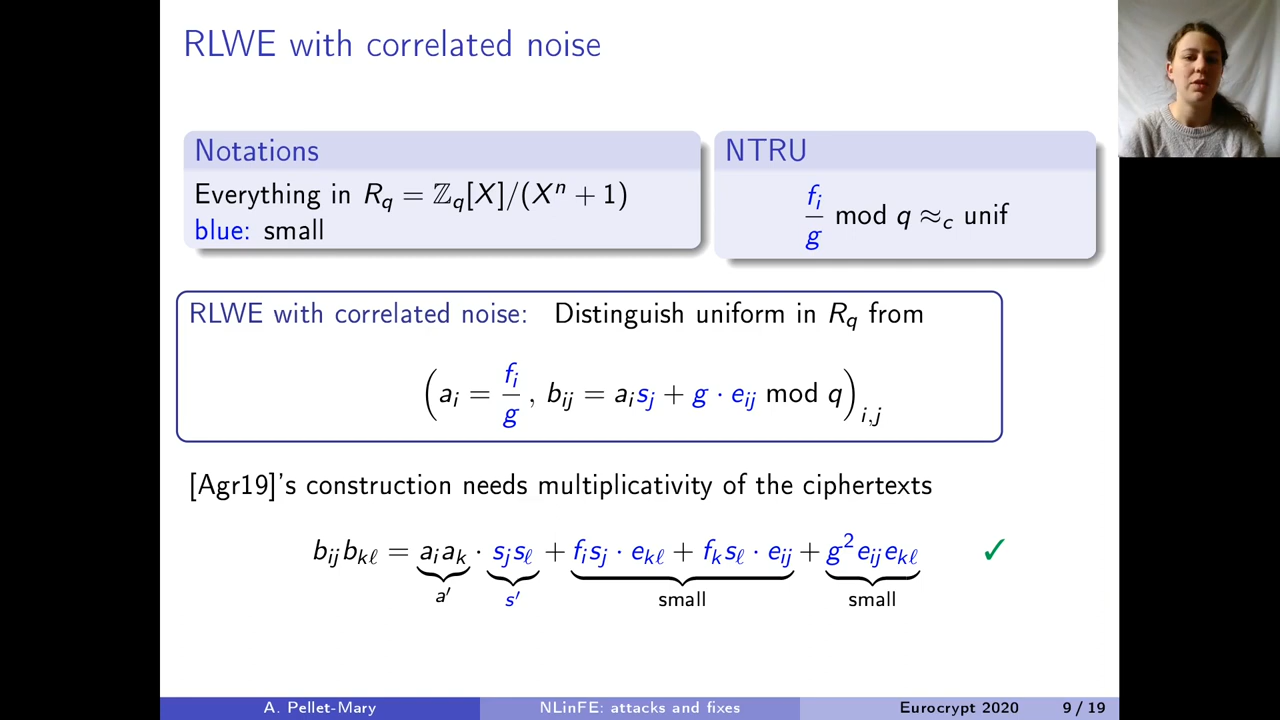 RLWE with correlated noise
Notations
Everything in R_q = ℤ_q[X]/(X^n + 1)
blue: small
NTRU
f_i/g mod q ≈_c unif
RLWE with correlated noise: Distinguish uniform in R_q from
(a_i = f_i/g , b_ij = a_i s_j + g · e_ij mod q)_i,j
[Agr19]'s construction needs multiplicativity of the ciphertexts
b_ij b_kℓ = a_i a_k · s_j s_ℓ + f_i s_j · e_kℓ + f_k s_ℓ · e_ij + g^2 e_ij e_kℓ ✓
a′ s′ small small
A. Pellet-Mary NLinFE: attacks and fixes Eurocrypt 2020 9 / 19